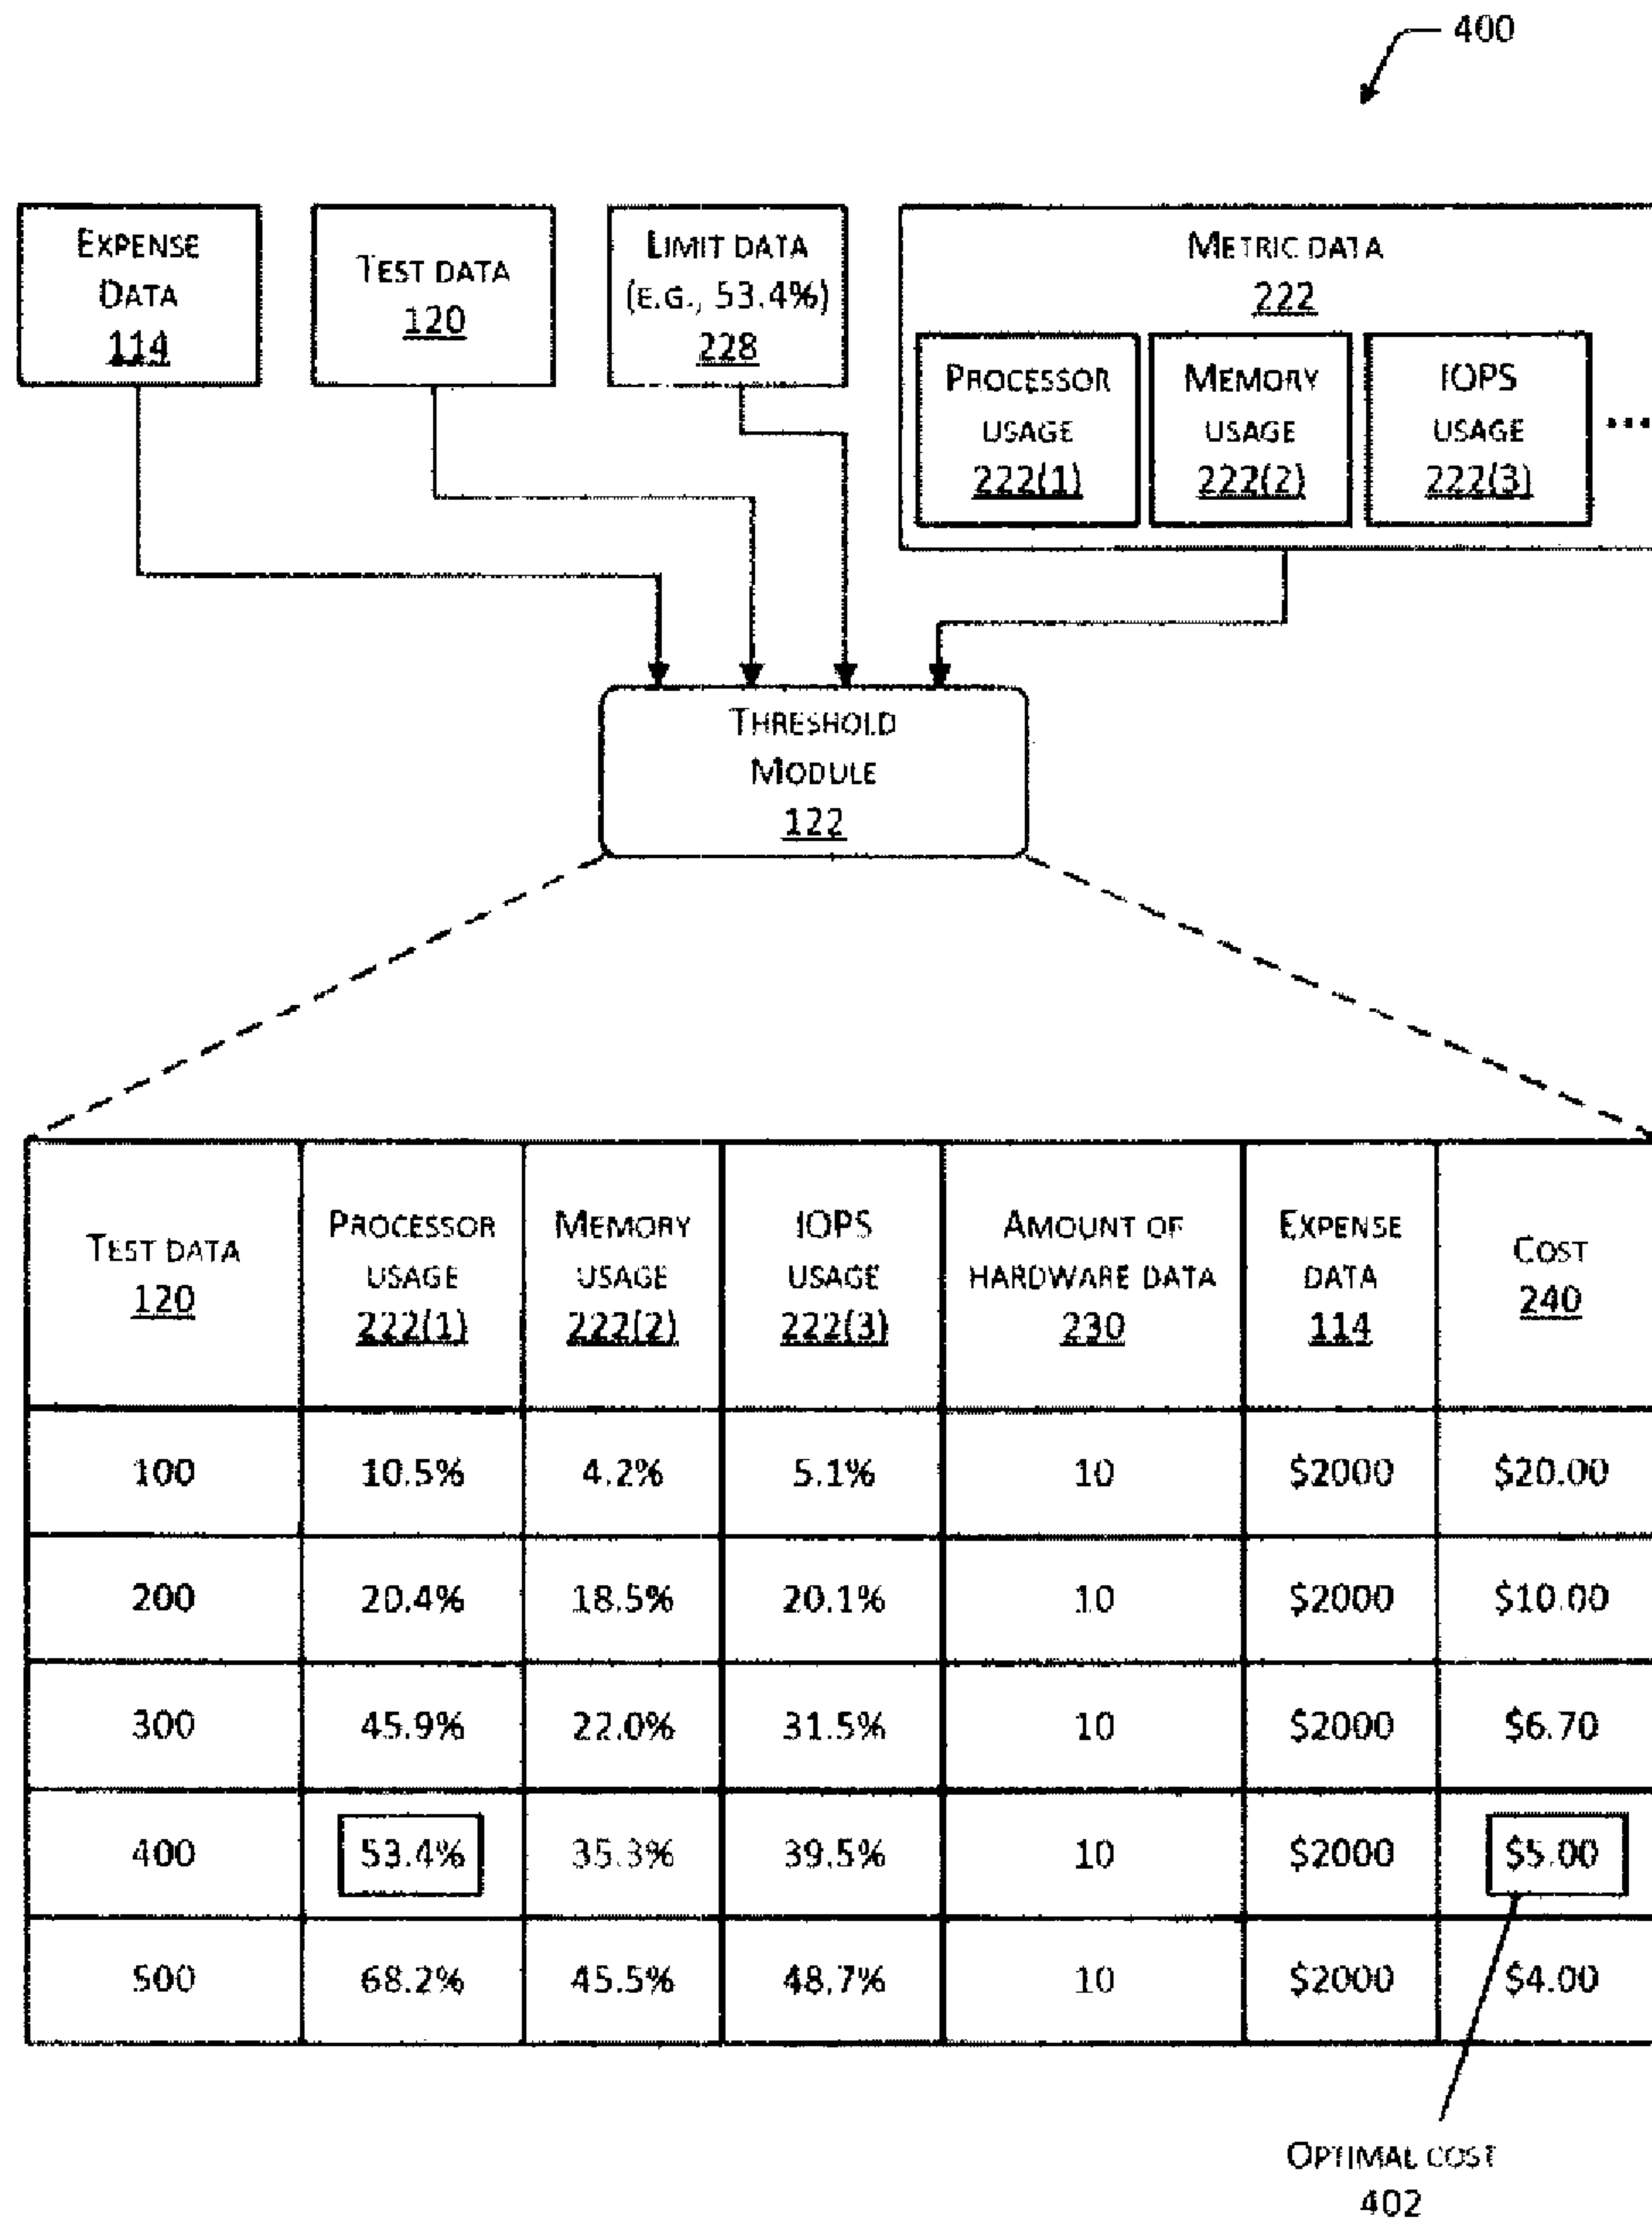 400
EXPENSE
DATA
114
TEST DATA
120
LIMIT DATA
(E.G., 53.4%)
228
METRIC DATA
222
PROCESSOR
USAGE
222(1)
MEMORY
USAGE
222(2)
IOPS
USAGE
222(3)
...
THRESHOLD
MODULE
122
TEST DATA
120
PROCESSOR
USAGE
222(1)
MEMORY
USAGE
222(2)
IOPS
USAGE
222(3)
AMOUNT OF
HARDWARE DATA
230
EXPENSE
DATA
114
COST
240
100 10.5% 4.2% 5.1% 10 $2000 $20.00
200 20.4% 18.5% 20.1% 10 $2000 $10.00
300 45.9% 22.0% 31.5% 10 $2000 $6.70
400 53.4% 35.3% 39.5% 10 $2000 $5.00
500 68.2% 45.5% 48.7% 10 $2000 $4.00
OPTIMAL COST
402